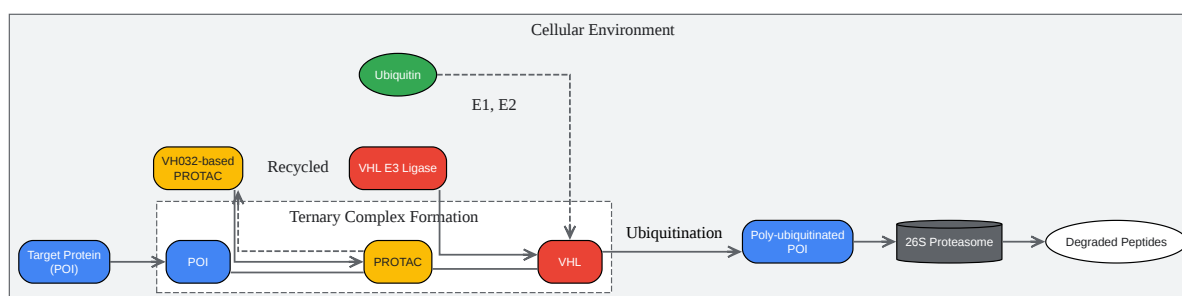 Cellular Environment
Ubiquitin
E1, E2
VH032-based
PROTAC
Recycled
VHL E3 Ligase
Ternary Complex Formation
Target Protein
(POI)
POI
PROTAC
VHL
Ubiquitination
Poly-ubiquitinated
POI
26S Proteasome
Degraded Peptides